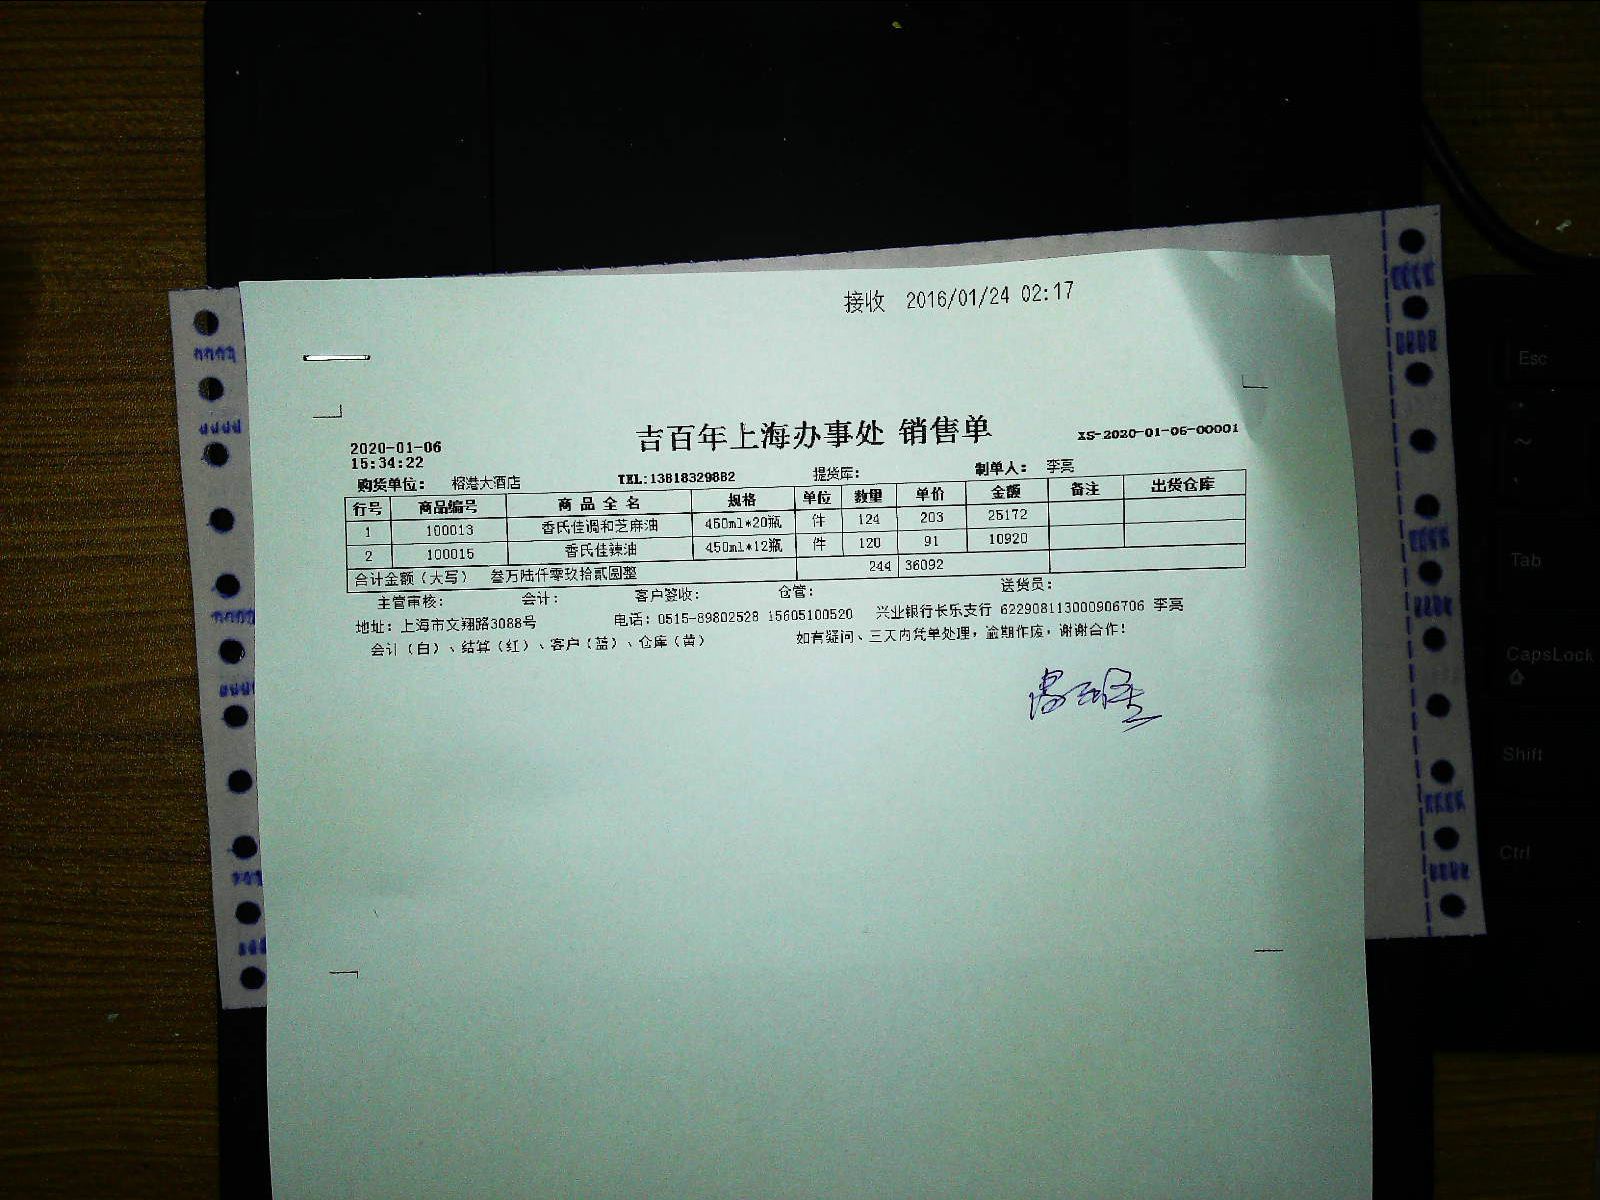 接收 2016/01/24 02:17
吉百年上海办事处 销售单
XS-2020-01-06-00001
2020-01-06
15:34:22
购货单位： 榕港大酒店 TEL:13818329882 提货库： 制单人： 李亮
行号 商品编号 商 品 全 名 规格 单位 数量 单价 金额 备注 出货仓库
1 100013 香氏佳调和芝麻油 450ml*20瓶 件 124 203 25172
2 100015 香氏佳辣油 450ml*12瓶 件 120 91 10920
合计金额（大写） 叁万陆仟零玖拾贰圆整 244 36092
主管审核： 会计： 客户签收： 仓管： 送货员：
地址：上海市文翔路3088号 电话：0515-89802528 15605100520 兴业银行长乐支行 622908113000906706 李亮
会计（白）、结算（红）、客户（蓝）、仓库（黄） 如有疑问、三天内凭单处理，逾期作废，谢谢合作！
Esc
~
Tab
CapsLock
Shift
Ctrl